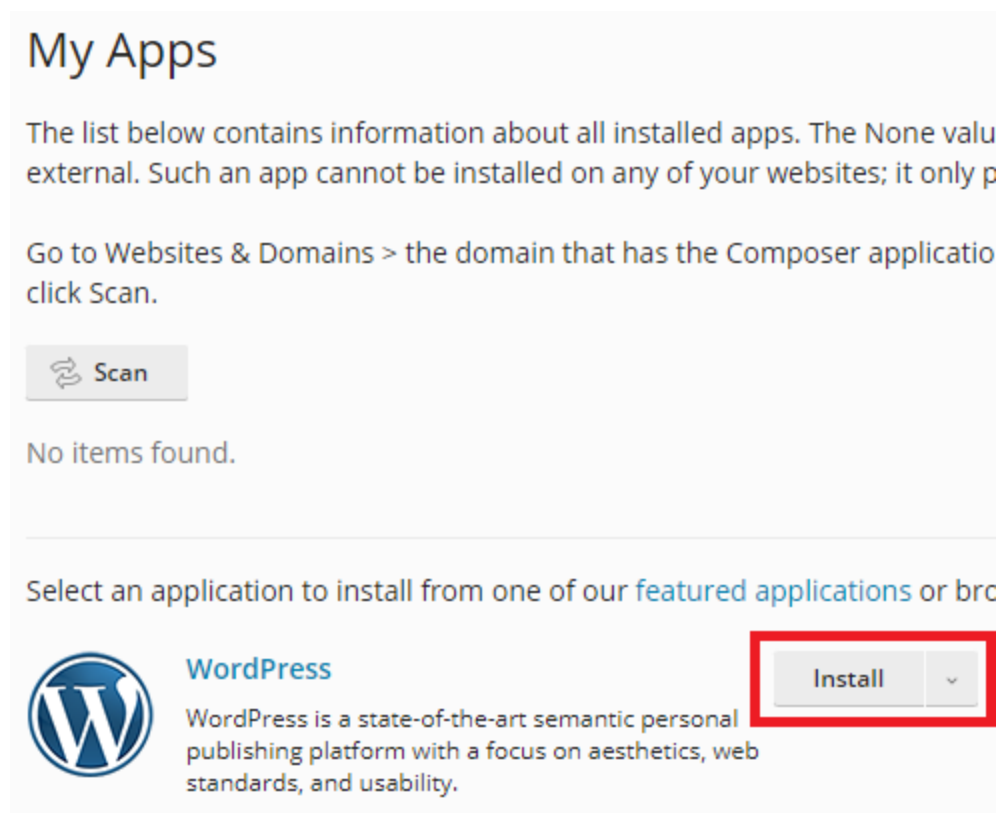 My Apps
The list below contains information about all installed apps. The None valu
external. Such an app cannot be installed on any of your websites; it only p
Go to Websites & Domains > the domain that has the Composer applicatio
click Scan.
Scan
No items found.
Select an application to install from one of our featured applications or bro
WordPress
Install
WordPress is a state-of-the-art semantic personal
publishing platform with a focus on aesthetics, web
standards, and usability.